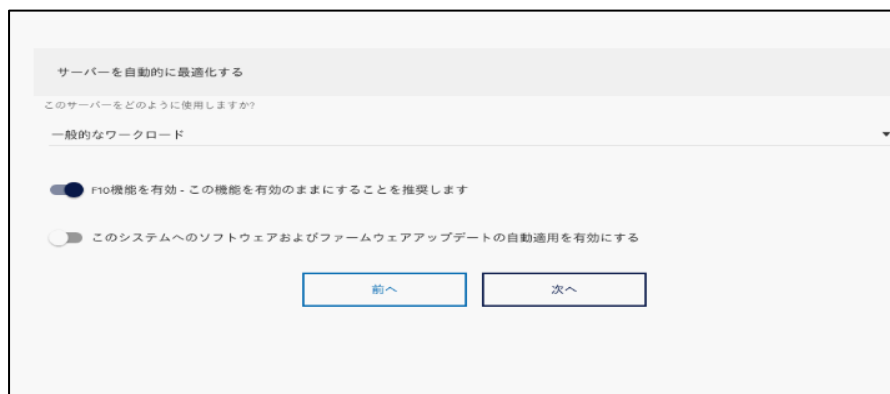 サーバーを自動的に最適化する
このサーバーをどのように使用しますか?
一般的なワークロード
F10機能を有効 - この機能を有効のままにすることを推奨します
このシステムへのソフトウェアおよびファームウェアアップデートの自動適用を有効にする
前へ 次へ